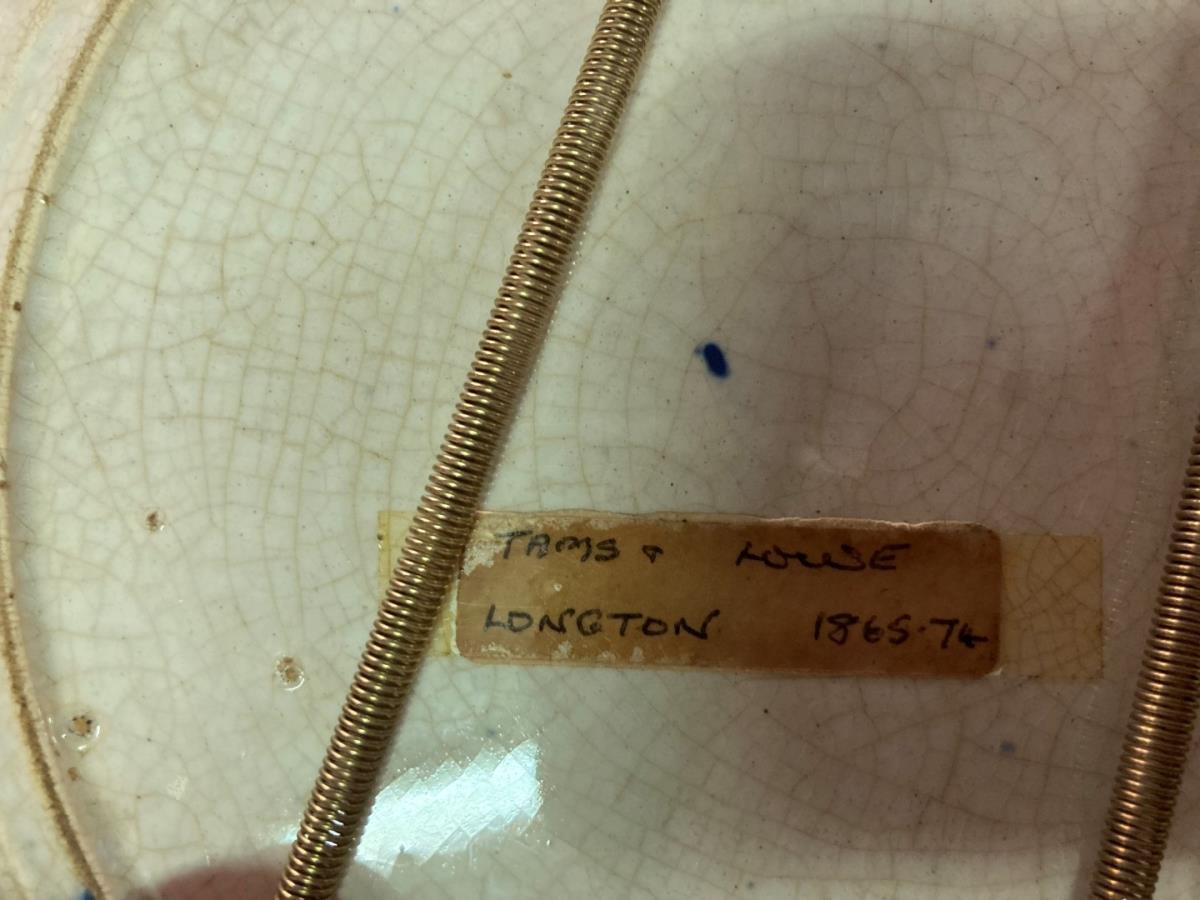 TAMS & LOWE
LONGTON 1865.74